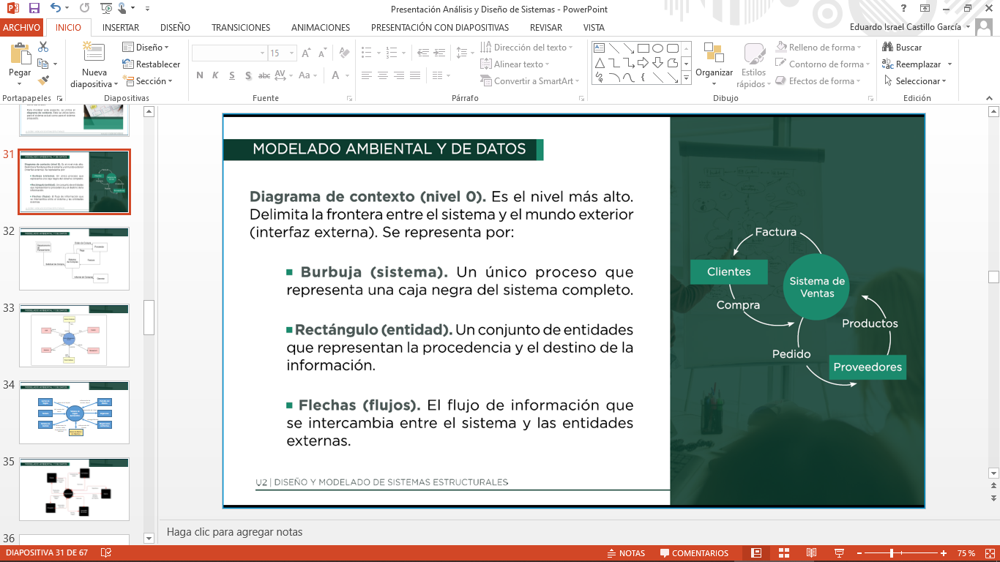 Presentación Análisis y Diseño de Sistemas - PowerPoint
ARCHIVO INICIO INSERTAR DISEÑO TRANSICIONES ANIMACIONES PRESENTACIÓN CON DIAPOSITIVAS REVISAR VISTA Eduardo Israel Castillo García
Pegar
Portapapeles
Nueva
diapositiva
Diseño
Restablecer
Sección
Diapositivas
15
N K S S abc AV Aa A
Fuente
Dirección del texto
Alinear texto
Convertir a SmartArt
Párrafo
Organizar
Estilos
rápidos
Relleno de forma
Contorno de forma
Efectos de forma
Dibujo
Buscar
Reemplazar
Seleccionar
Edición
31
32
33
34
35
36
MODELADO AMBIENTAL Y DE DATOS
Diagrama de contexto (nivel 0). Es el nivel más alto.
Delimita la frontera entre el sistema y el mundo exterior
(interfaz externa). Se representa por:
Burbuja (sistema). Un único proceso que
representa una caja negra del sistema completo.
Rectángulo (entidad). Un conjunto de entidades
que representan la procedencia y el destino de la
información.
Flechas (flujos). El flujo de información que
se intercambia entre el sistema y las entidades
externas.
U2 | DISEÑO Y MODELADO DE SISTEMAS ESTRUCTURALES
Factura
Clientes
Sistema de
Ventas
Compra
Productos
Pedido
Proveedores
Haga clic para agregar notas
DIAPOSITIVA 31 DE 67 NOTAS COMENTARIOS 75 %